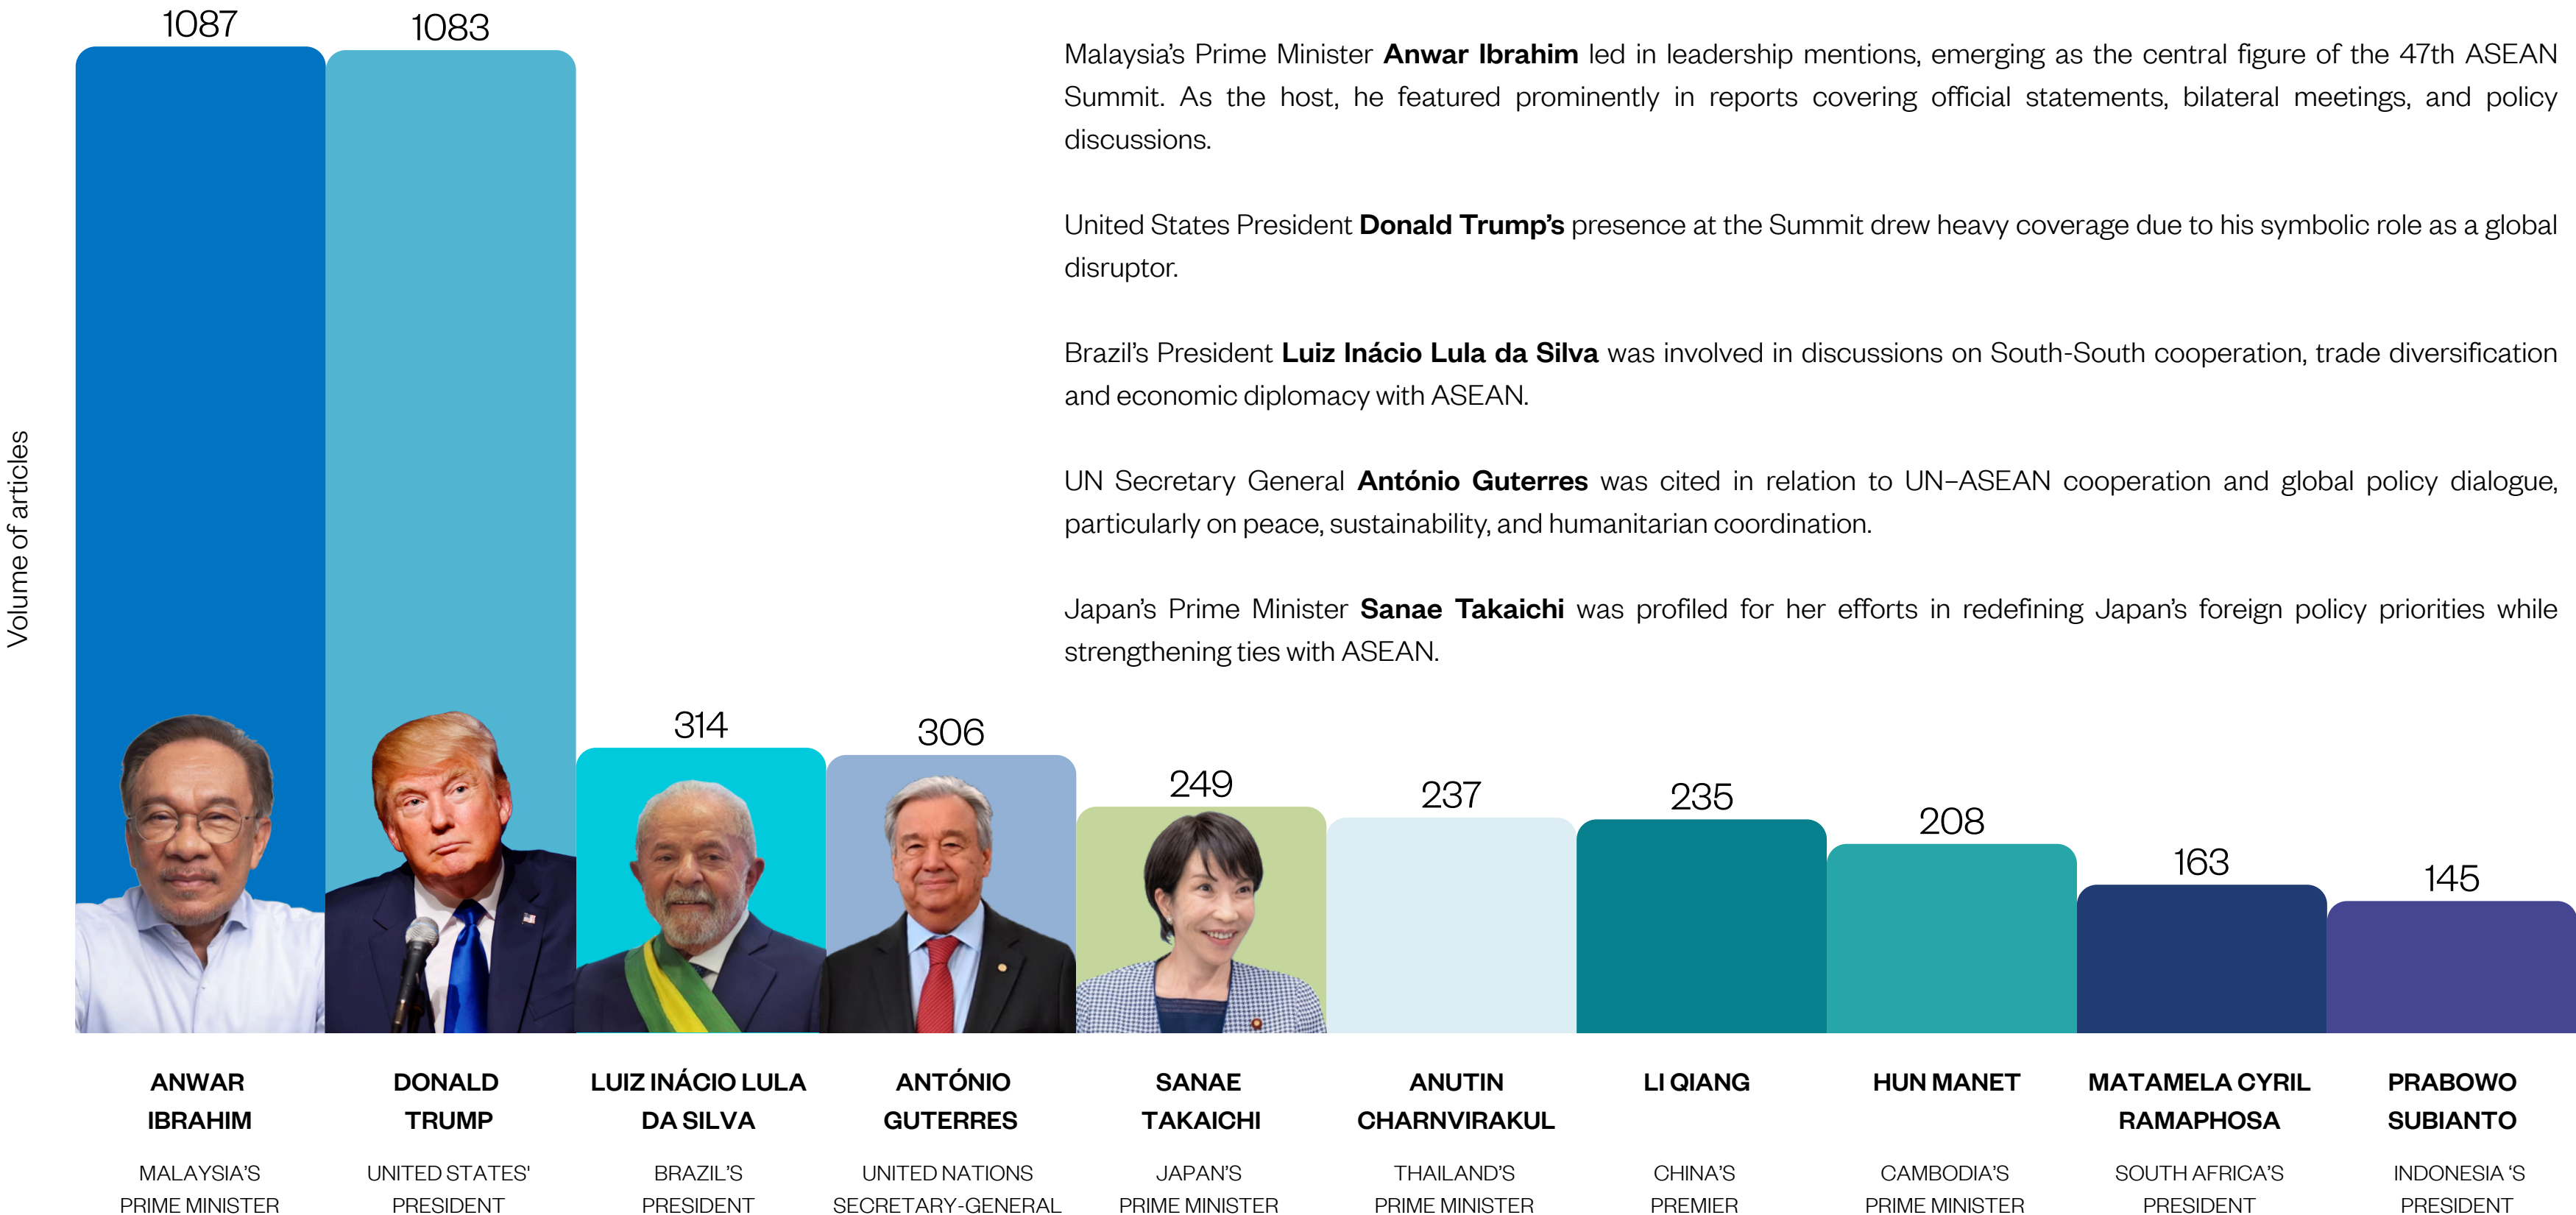 1087
1083
Malaysia's Prime Minister Anwar Ibrahim led in leadership mentions, emerging as the central figure of the 47th ASEAN
Summit. As the host, he featured prominently in reports covering official statements, bilateral meetings, and policy
discussions.
United States President Donald Trump's presence at the Summit drew heavy coverage due to his symbolic role as a global
disruptor.
Brazil's President Luiz Inácio Lula da Silva was involved in discussions on South-South cooperation, trade diversification
and economic diplomacy with ASEAN.
UN Secretary General António Guterres was cited in relation to UN–ASEAN cooperation and global policy dialogue,
particularly on peace, sustainability, and humanitarian coordination.
Japan's Prime Minister Sanae Takaichi was profiled for her efforts in redefining Japan's foreign policy priorities while
strengthening ties with ASEAN.
Volume of articles
314
306
249
237
235
208
163
145
ANWAR
IBRAHIM
MALAYSIA'S
PRIME MINISTER
DONALD
TRUMP
UNITED STATES'
PRESIDENT
LUIZ INÁCIO LULA
DA SILVA
BRAZIL'S
PRESIDENT
ANTÓNIO
GUTERRES
UNITED NATIONS
SECRETARY-GENERAL
SANAE
TAKAICHI
JAPAN'S
PRIME MINISTER
ANUTIN
CHARNVIRAKUL
THAILAND'S
PRIME MINISTER
LI QIANG
CHINA'S
PREMIER
HUN MANET
CAMBODIA'S
PRIME MINISTER
MATAMELA CYRIL
RAMAPHOSA
SOUTH AFRICA'S
PRESIDENT
PRABOWO
SUBIANTO
INDONESIA 'S
PRESIDENT